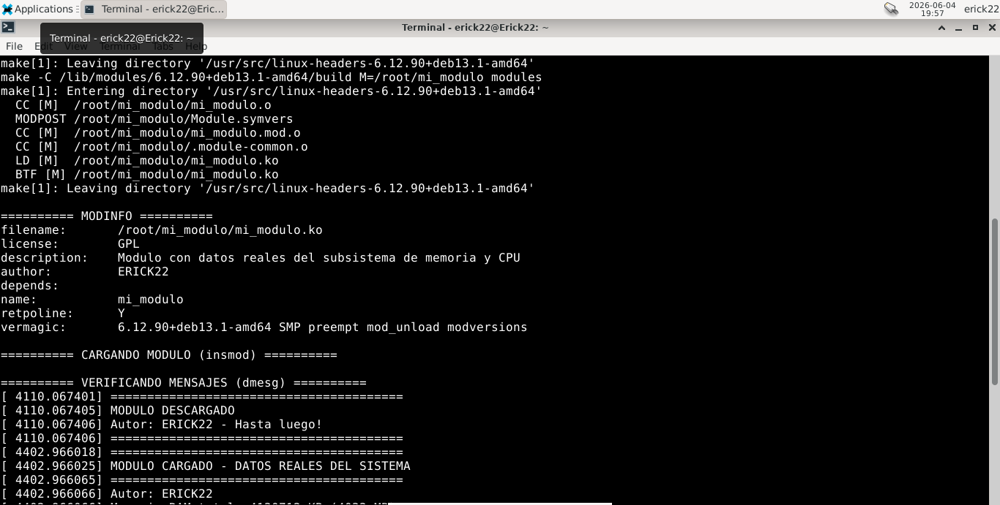 Applications
Terminal - erick22@Eric...
2026-06-04
19:57
erick22
Terminal - erick22@Erick22: ~
Terminal - erick22@Erick22: ~
File Edit View Terminal Tabs Help
make[1]: Leaving directory '/usr/src/linux-headers-6.12.90+deb13.1-amd64'
make -C /lib/modules/6.12.90+deb13.1-amd64/build M=/root/mi_modulo modules
make[1]: Entering directory '/usr/src/linux-headers-6.12.90+deb13.1-amd64'
CC [M] /root/mi_modulo/mi_modulo.o
MODPOST /root/mi_modulo/Module.symvers
CC [M] /root/mi_modulo/mi_modulo.mod.o
CC [M] /root/mi_modulo/.module-common.o
LD [M] /root/mi_modulo/mi_modulo.ko
BTF [M] /root/mi_modulo/mi_modulo.ko
make[1]: Leaving directory '/usr/src/linux-headers-6.12.90+deb13.1-amd64'
========== MODINFO ==========
filename: /root/mi_modulo/mi_modulo.ko
license: GPL
description: Modulo con datos reales del subsistema de memoria y CPU
author: ERICK22
depends:
name: mi_modulo
retpoline: Y
vermagic: 6.12.90+deb13.1-amd64 SMP preempt mod_unload modversions
========== CARGANDO MODULO (insmod) ==========
========== VERIFICANDO MENSAJES (dmesg) ==========
[ 4110.067401] ========================================
[ 4110.067405] MODULO DESCARGADO
[ 4110.067406] Autor: ERICK22 - Hasta luego!
[ 4110.067406] ========================================
[ 4402.966018] ========================================
[ 4402.966025] MODULO CARGADO - DATOS REALES DEL SISTEMA
[ 4402.966065] ========================================
[ 4402.966066] Autor: ERICK22